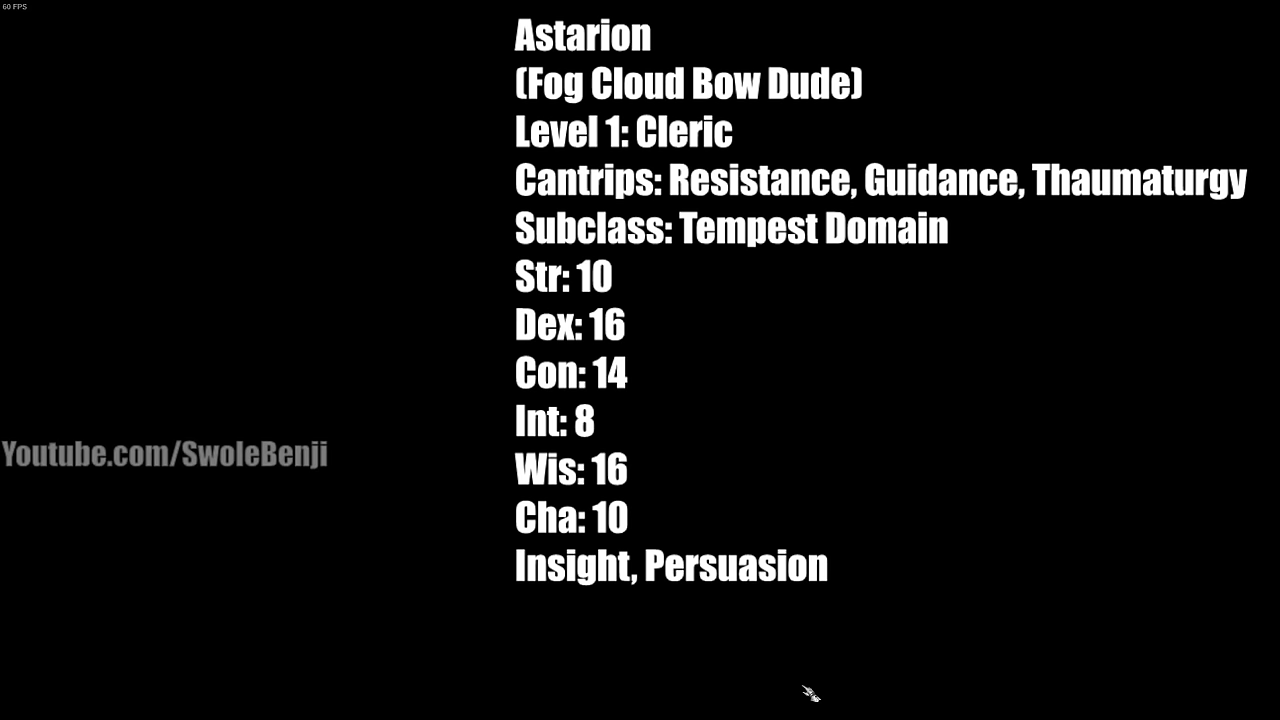 60 FPS
Astarion
(Fog Cloud Bow Dude)
Level 1: Cleric
Cantrips: Resistance, Guidance, Thaumaturgy
Subclass: Tempest Domain
Str: 10
Dex: 16
Con: 14
Int: 8
Youtube.com/SwoleBenji
Wis: 16
Cha: 10
Insight, Persuasion